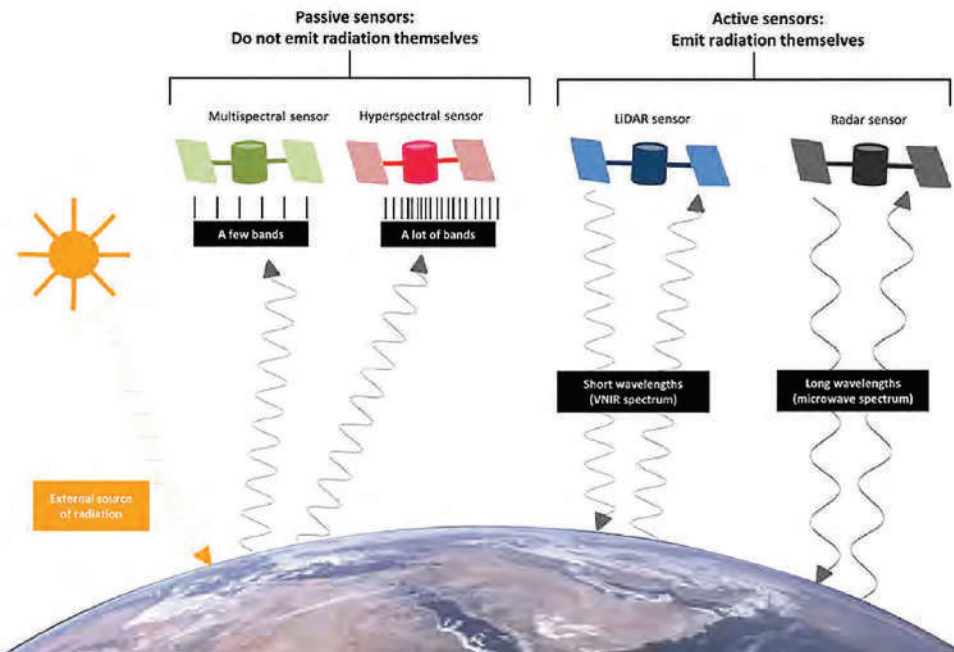 Passive sensors:
Do not emit radiation themselves
Active sensors:
Emit radiation themselves
Multispectral sensor
Hyperspectral sensor
LiDAR sensor
Radar sensor
A few bands
A lot of bands
Short wavelengths
(VNIR spectrum)
Long wavelengths
(microwave spectrum)
External source
of radiation